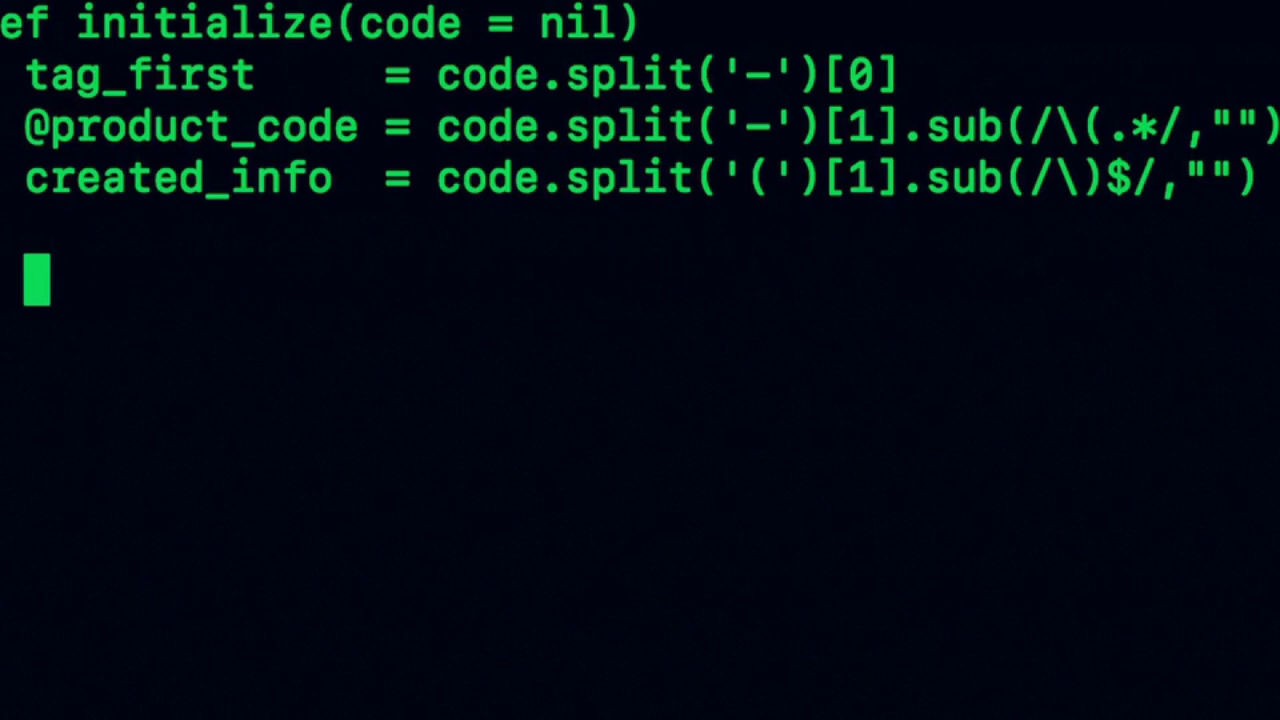 ef initialize(code = nil)
tag_first     = code.split('-')[0]
@product_code = code.split('-')[1].sub(/\(.*/,"")
created_info  = code.split('(')[1].sub(/\)$/,"")